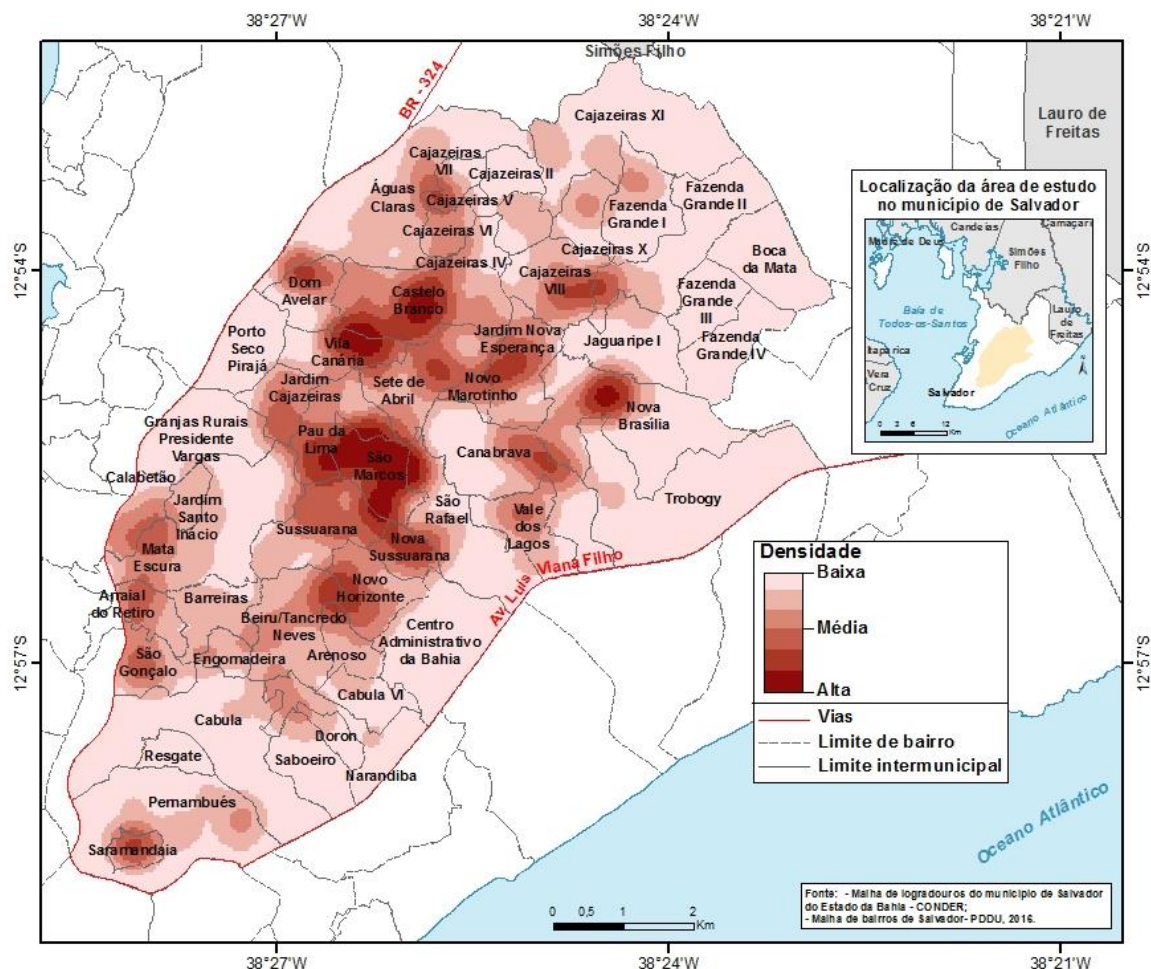 38°27'W
38°24'W
38°21'W
Simões Filho
BR - 324
Cajazeiras XI
Lauro de
Freitas
Cajazeiras
VII
Cajazeiras II
Águas
Claras
Cajazeiras V
Fazenda
Grande I
Fazenda
Grande II
Cajazeiras VI
Cajazeiras X
Boca
da Mata
Cajazeiras IV
12°54'S
12°54'S
Dom
Avelar
Castelo
Branco
Cajazeiras
VIII
Fazenda
Grande
III
Porto
Seco
Pirajá
Vila
Canária
Jardim Nova
Esperança
Jaguaripe I
Fazenda
Grande IV
Jardim
Cajazeiras
Sete de
Abril
Novo
Marotinho
Nova
Brasília
Granjas Rurais
Presidente
Vargas
Pau da
Lima
São
Marcos
Canabrava
Calabetão
Jardim
Santo
Inácio
São
Rafael
Trobogy
Sussuarana
Vale
dos
Lagos
Mata
Escura
Nova
Sussuarana
Av. Luis Viana Filho
Arraial
do Retiro
Barreiras
Novo
Horizonte
Beiru/Tancredo
Neves
Centro
Administrativo
da Bahia
São
Gonçalo
Engomadeira
Arenoso
12°57'S
12°57'S
Cabula VI
Cabula
Doron
Resgate
Saboeiro
Narandiba
Pernambués
Saramandaia
Localização da área de estudo
no município de Salvador
Madre de Deus
Candeias
Camaçari
Simões
Filho
Baía de
Todos-os-Santos
Lauro
de
Freitas
Itaparica
Vera
Cruz
Salvador
N
0 3 6 12
Km
Oceano Atlântico
Densidade
Baixa
Média
Alta
Vias
Limite de bairro
Limite intermunicipal
Oceano Atlântico
0 0,5 1 2
Km
Fonte: - Malha de logradouros do município de Salvador
do Estado da Bahia - CONDER;
- Malha de bairros de Salvador- PDDU, 2016.
38°27'W
38°24'W
38°21'W